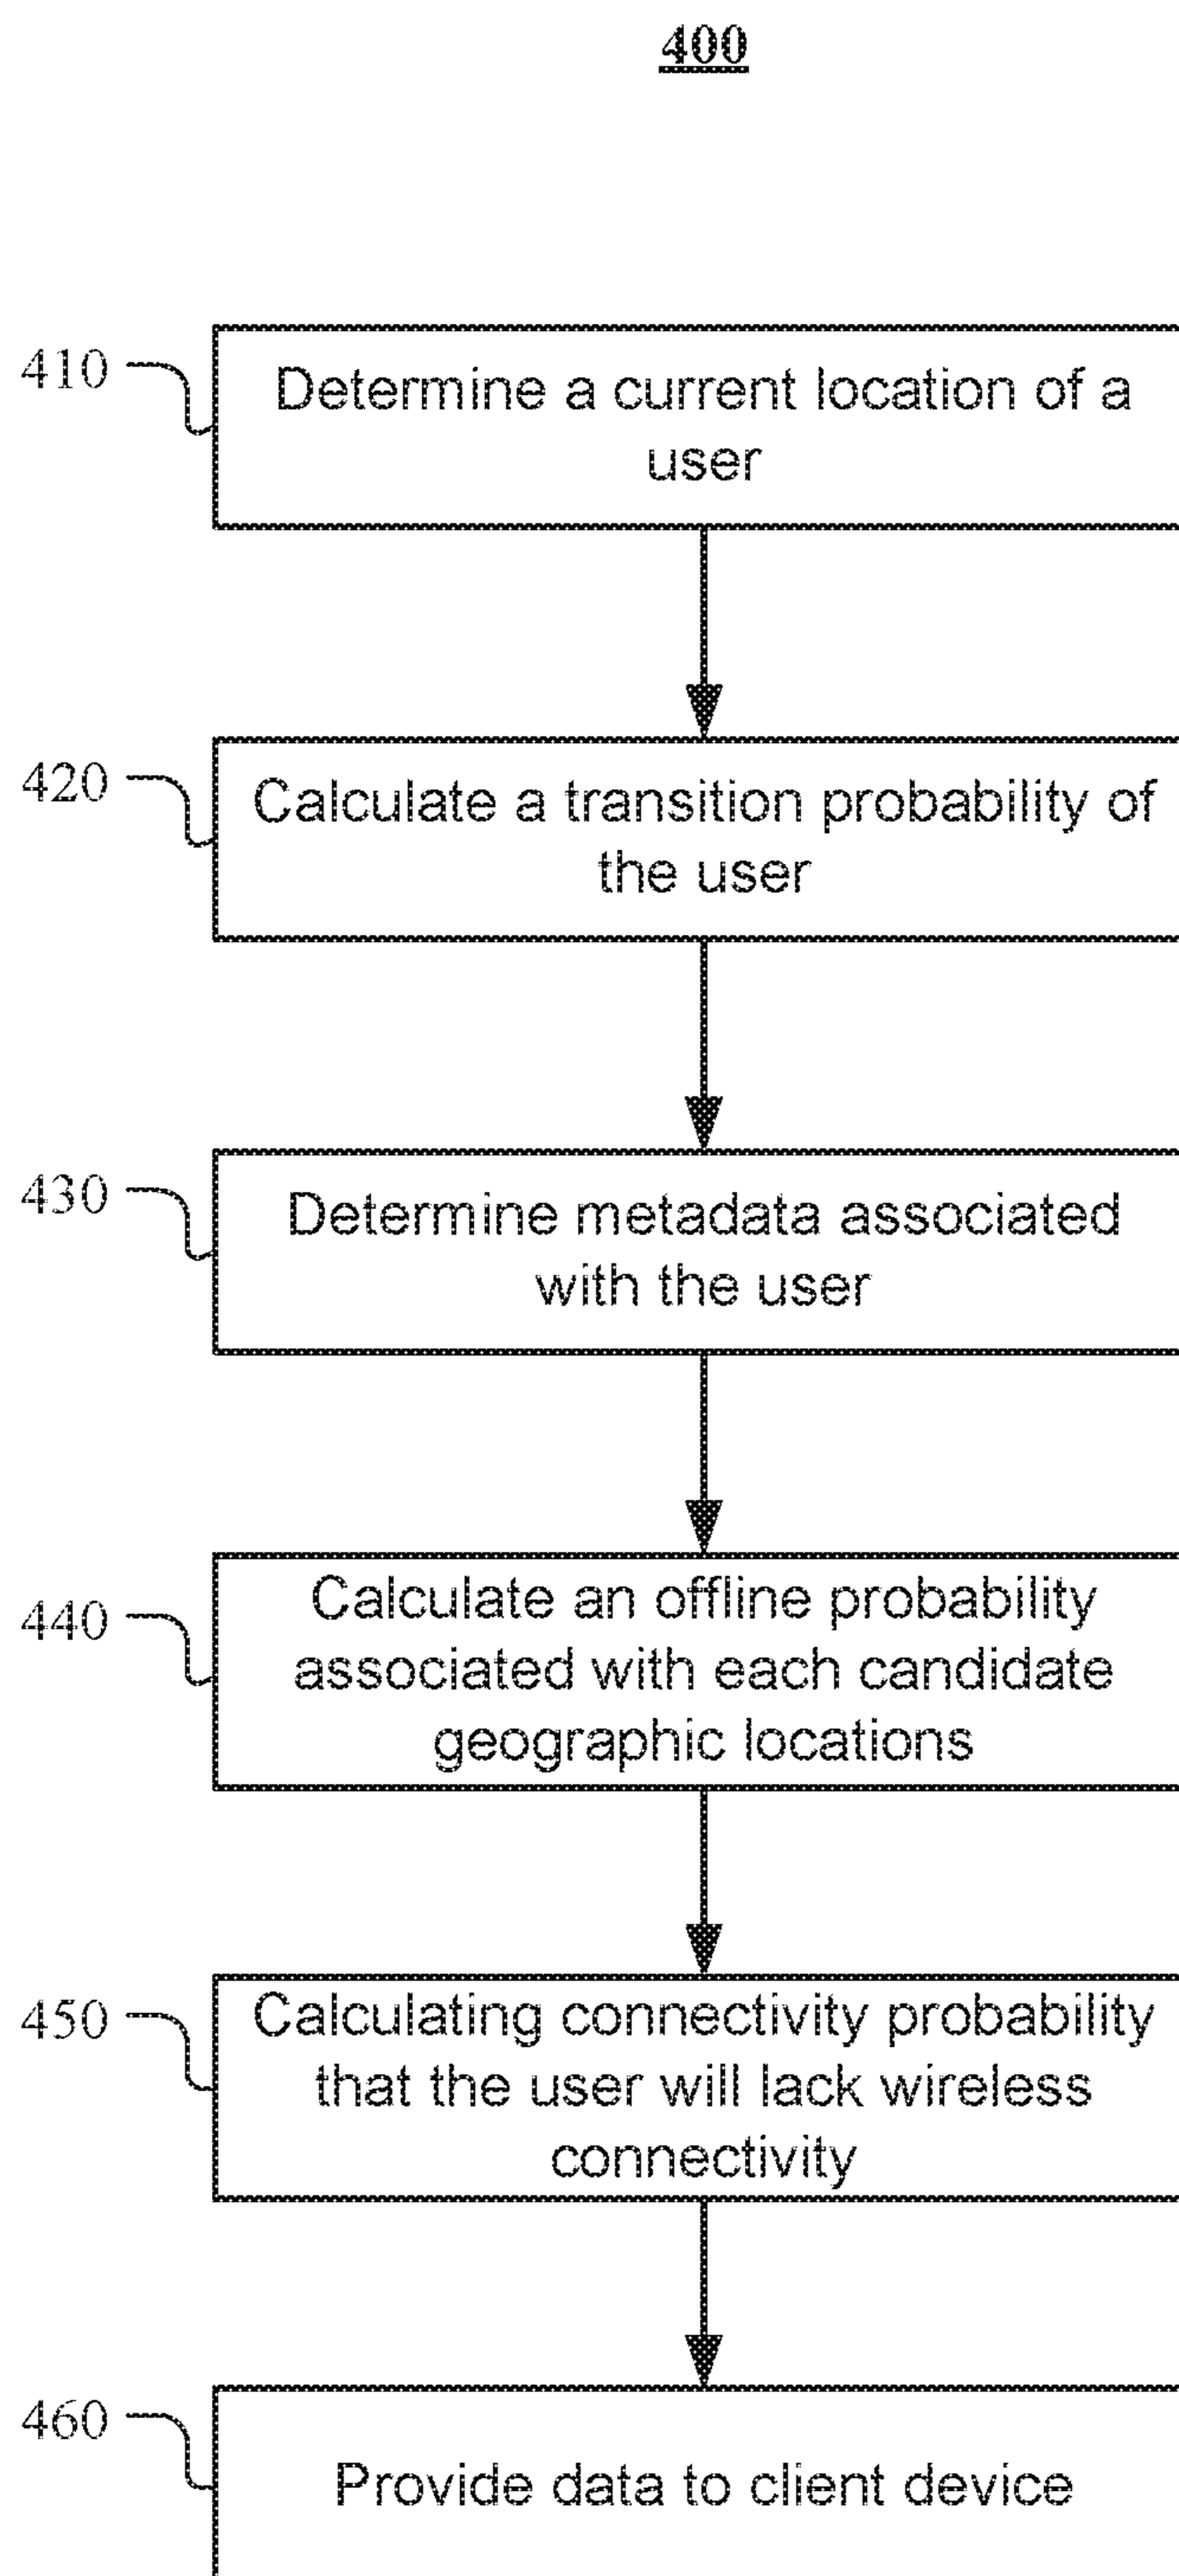 400
410
Determine a current location of a
user
420
Calculate a transition probability of
the user
430
Determine metadata associated
with the user
440
Calculate an offline probability
associated with each candidate
geographic locations
450
Calculating connectivity probability
that the user will lack wireless
connectivity
460
Provide data to client device